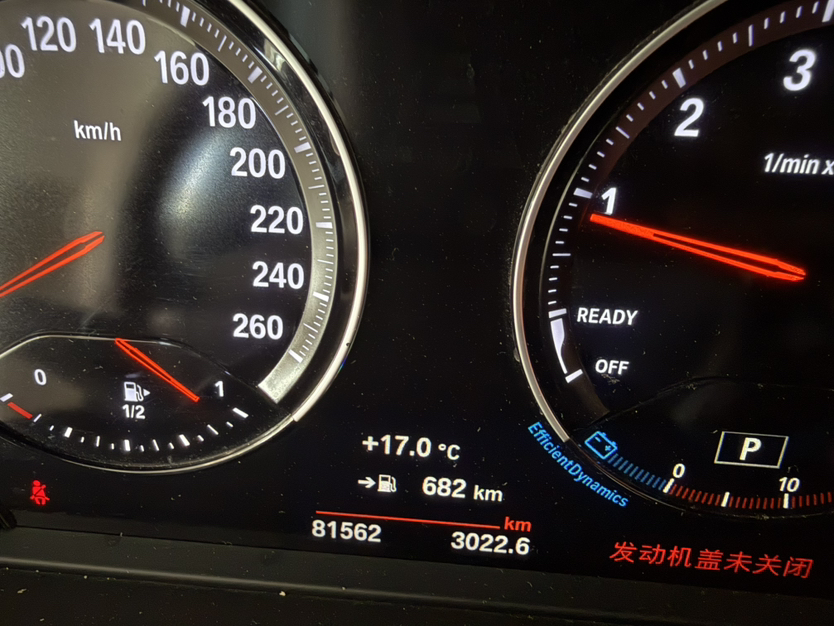 120
140
160
180
200
220
240
260
km/h
0
1/2
1
1
2
3
1/min x
READY
OFF
EfficientDynamics
P
0
10
+17.0 °C
682 km
km
81562
3022.6
发动机盖未关闭